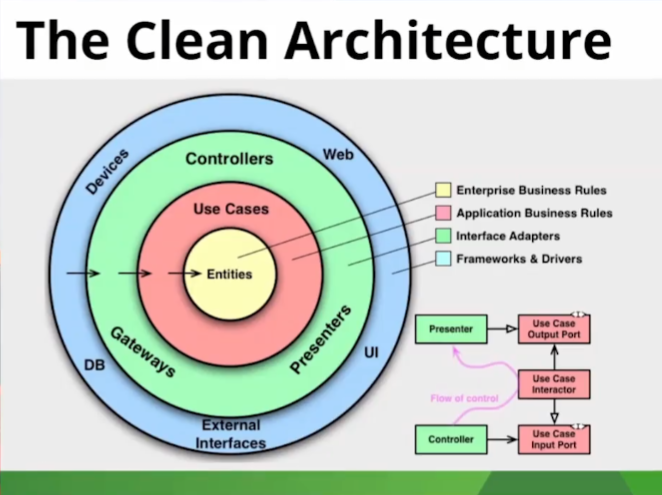 The Clean Architecture
Devices
Web
Controllers
Use Cases
Entities
Gateways
Presenters
DB
UI
External
Interfaces
Enterprise Business Rules
Application Business Rules
Interface Adapters
Frameworks & Drivers
Presenter
Use Case
Output Port
Flow of control
Use Case
Interactor
Controller
Use Case
Input Port